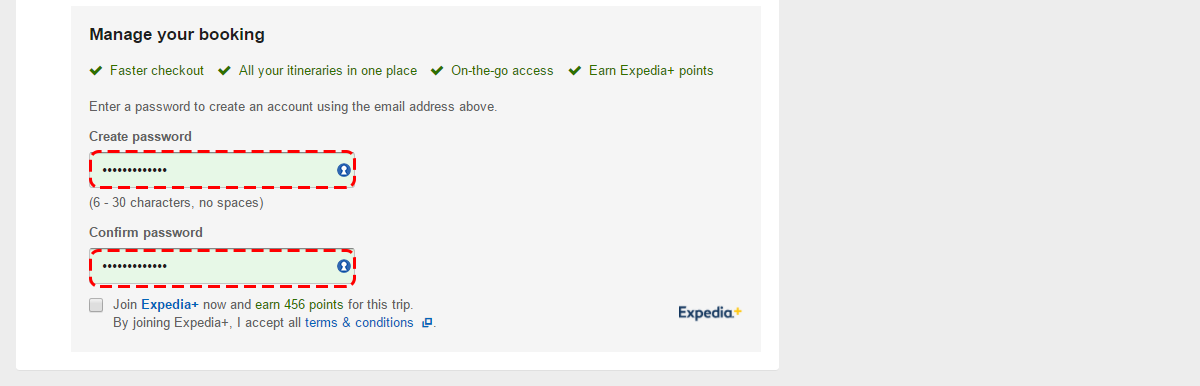 Manage your booking
Faster checkout All your itineraries in one place On-the-go access Earn Expedia+ points
Enter a password to create an account using the email address above.
Create password
•••••••••••••
(6 - 30 characters, no spaces)
Confirm password
•••••••••••••
Join Expedia+ now and earn 456 points for this trip.
By joining Expedia+, I accept all terms & conditions .
Expedia+